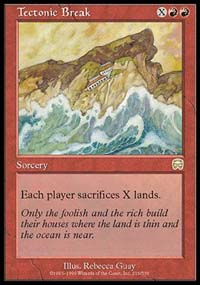 Tectonic Break X R R
Sorcery
Each player sacrifices X lands.
Only the foolish and the rich build
their houses where the land is thin and
the ocean is near.
Illus. Rebecca Guay